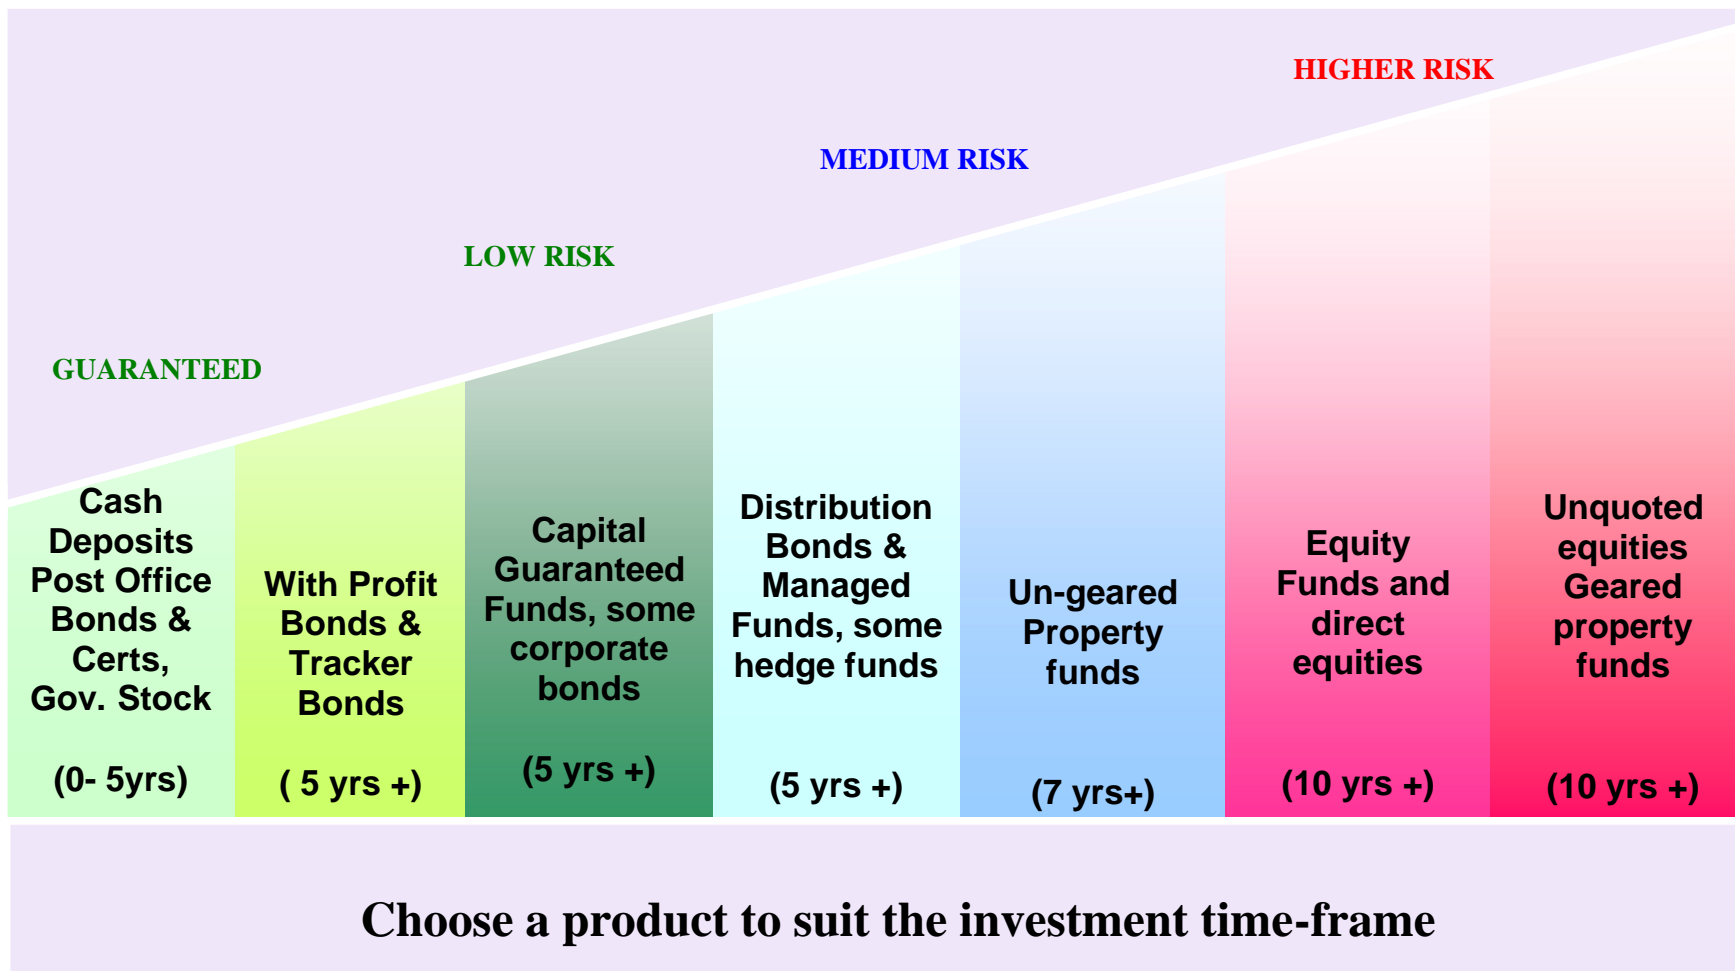 HIGHER RISK
MEDIUM RISK
LOW RISK
GUARANTEED
Cash
Deposits
Post Office
Bonds &
Certs,
Gov. Stock
(0- 5yrs)
With Profit
Bonds &
Tracker
Bonds
( 5 yrs +)
Capital
Guaranteed
Funds, some
corporate
bonds
(5 yrs +)
Distribution
Bonds &
Managed
Funds, some
hedge funds
(5 yrs +)
Un-geared
Property
funds
(7 yrs+)
Equity
Funds and
direct
equities
(10 yrs +)
Unquoted
equities
Geared
property
funds
(10 yrs +)
Choose a product to suit the investment time-frame